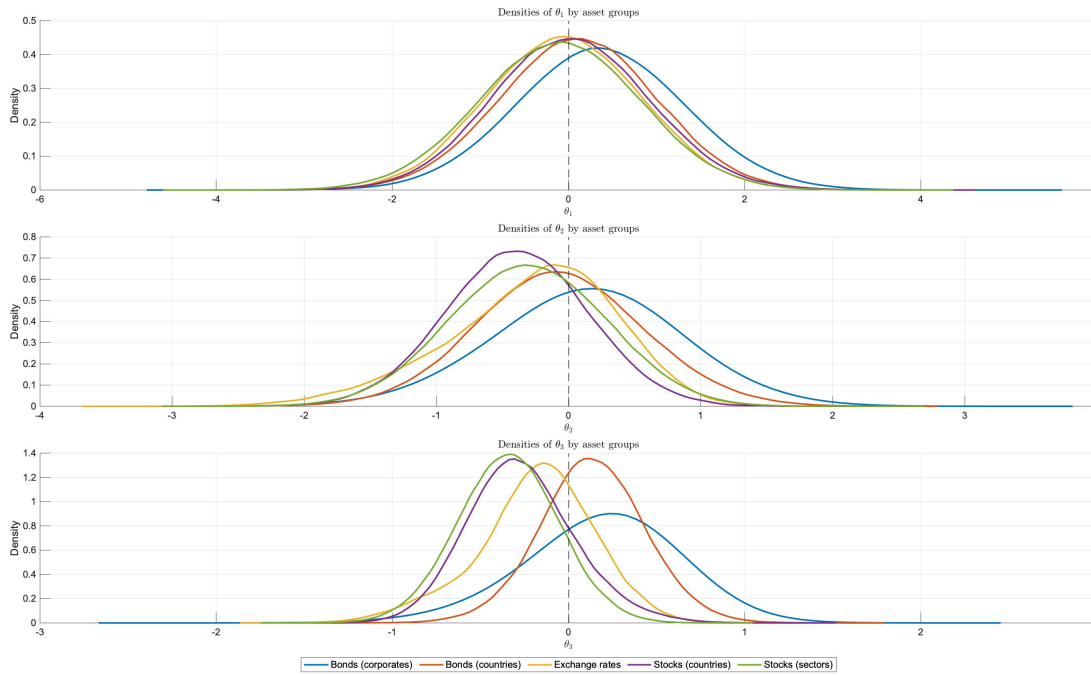 Densities of θ1 by asset groups
0.5
0.4
0.3
0.2
0.1
0
Density
-6 -4 -2 0 2 4
θ1
Densities of θ2 by asset groups
0.8
0.7
0.6
0.5
0.4
0.3
0.2
0.1
0
Density
-4 -3 -2 -1 0 1 2 3
θ2
Densities of θ3 by asset groups
1.4
1.2
1
0.8
0.6
0.4
0.2
0
Density
-3 -2 -1 0 1 2
θ3
Bonds (corporates) Bonds (countries) Exchange rates Stocks (countries) Stocks (sectors)